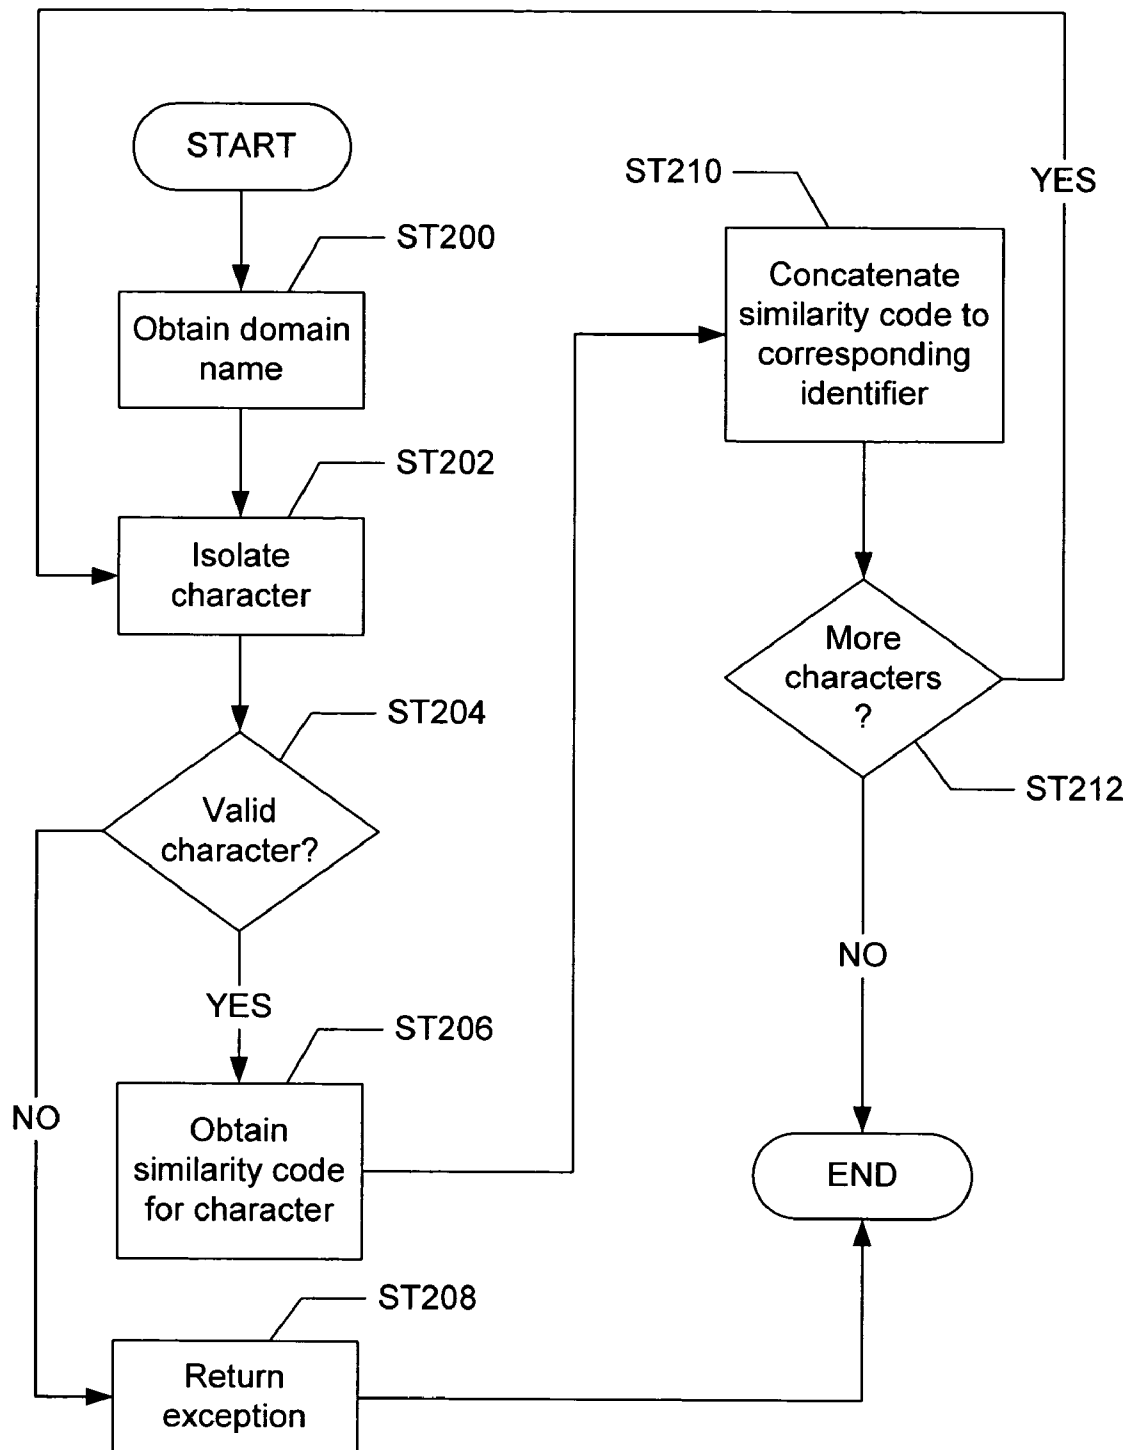 START
ST200
Obtain domain
name
ST202
Isolate
character
ST204
Valid
character?
YES
NO
ST206
Obtain
similarity code
for character
ST208
Return
exception
ST210
Concatenate
similarity code to
corresponding
identifier
YES
More
characters
?
ST212
NO
END